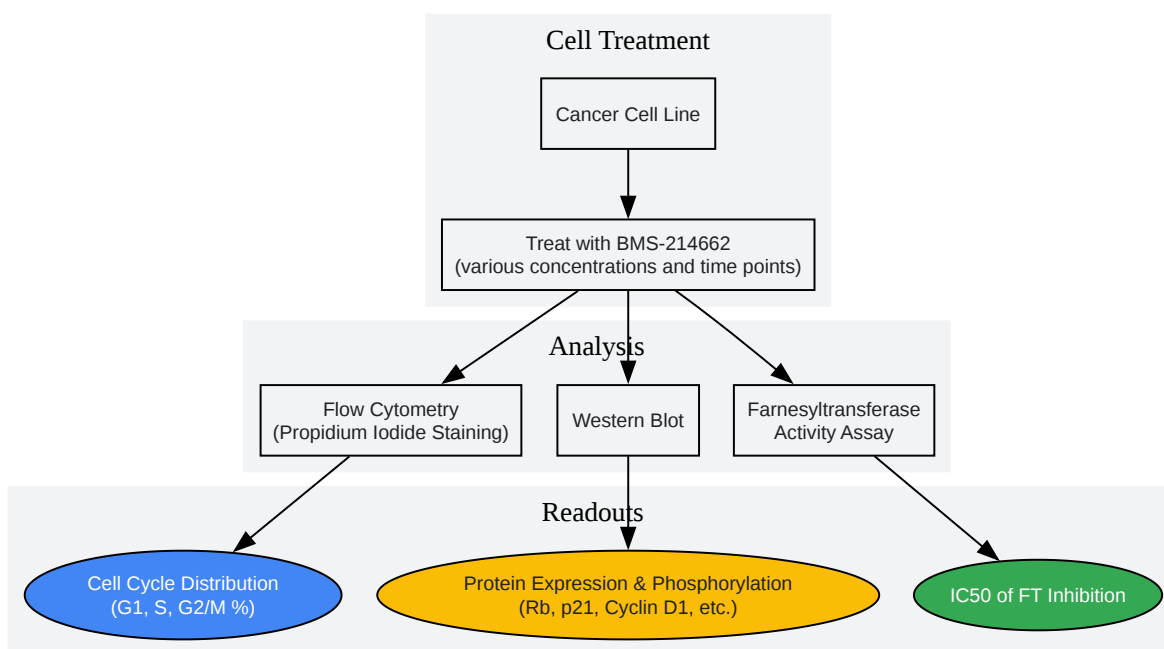 Cell Treatment
Cancer Cell Line
Treat with BMS-214662
(various concentrations and time points)
Analysis
Flow Cytometry
(Propidium Iodide Staining)
Western Blot
Farnesyltransferase
Activity Assay
Readouts
Cell Cycle Distribution
(G1, S, G2/M %)
Protein Expression & Phosphorylation
(Rb, p21, Cyclin D1, etc.)
IC50 of FT Inhibition